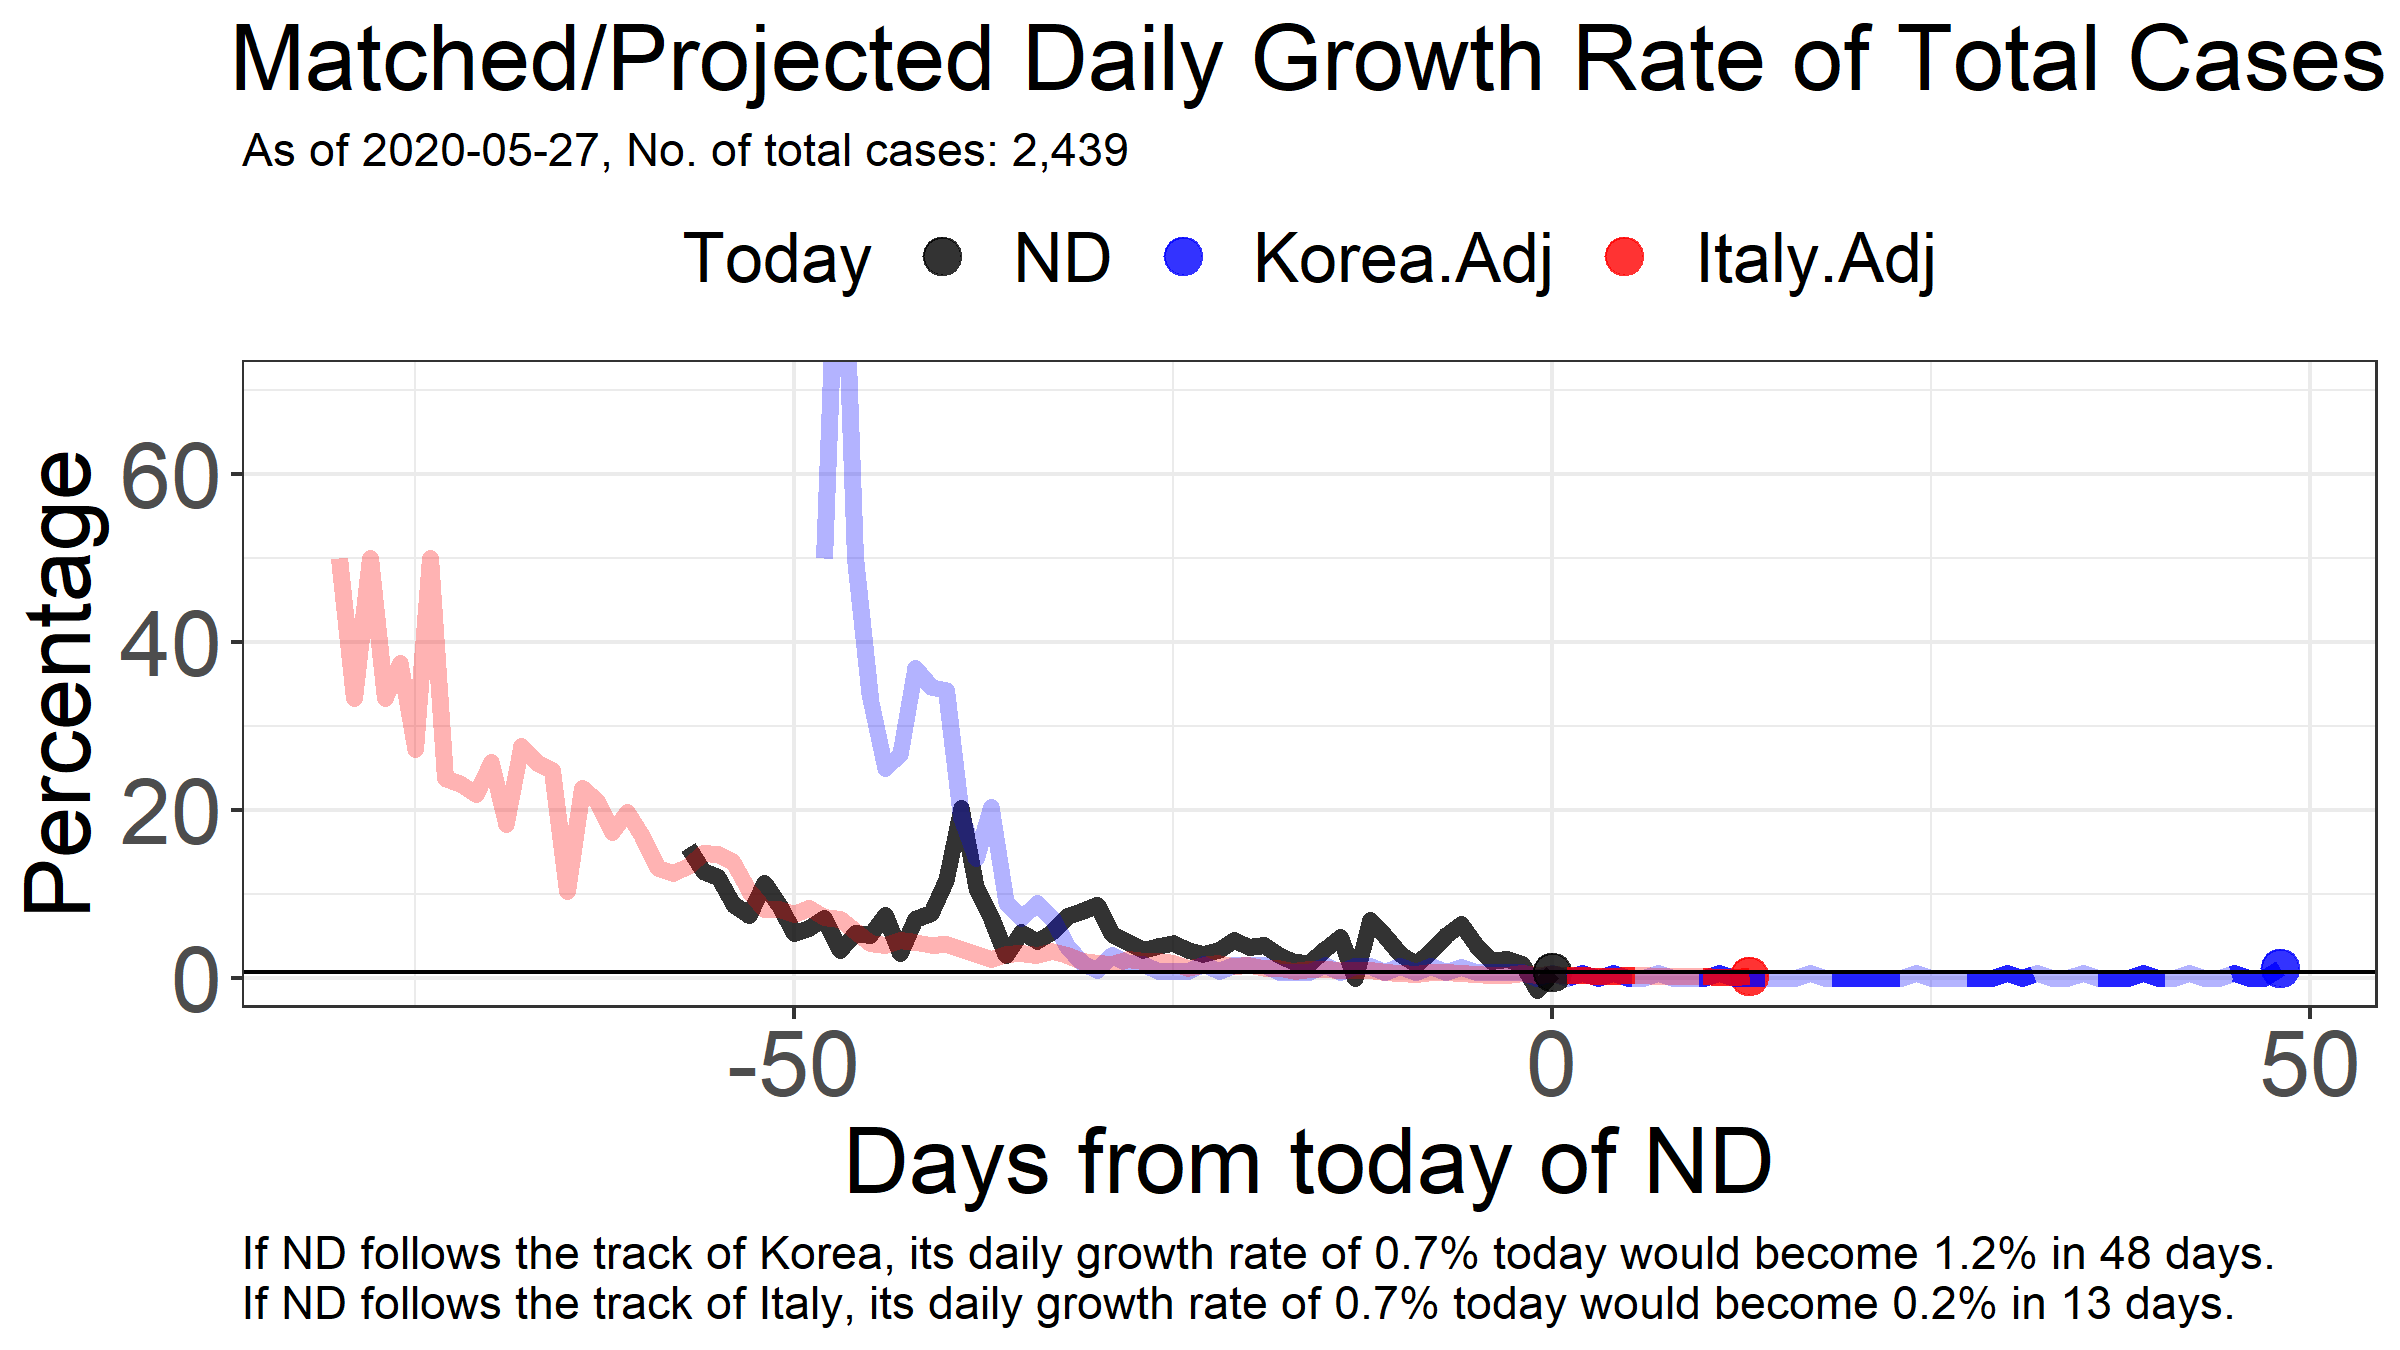 Matched/Projected Daily Growth Rate of Total Cases
As of 2020-05-27, No. of total cases: 2,439
Today ND Korea.Adj Italy.Adj
Percentage
60
40
20
0
-50 0 50
Days from today of ND
If ND follows the track of Korea, its daily growth rate of 0.7% today would become 1.2% in 48 days.
If ND follows the track of Italy, its daily growth rate of 0.7% today would become 0.2% in 13 days.